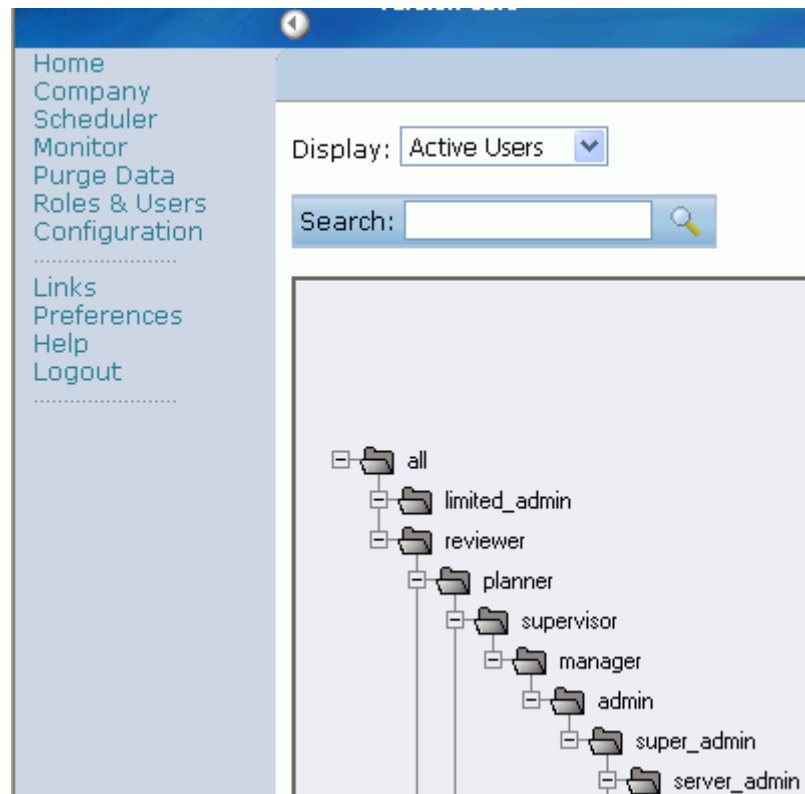 Home
Company
Scheduler
Monitor
Purge Data
Roles & Users
Configuration
Links
Preferences
Help
Logout
Display: Active Users
Search:
all
limited_admin
reviewer
planner
supervisor
manager
admin
super_admin
server_admin